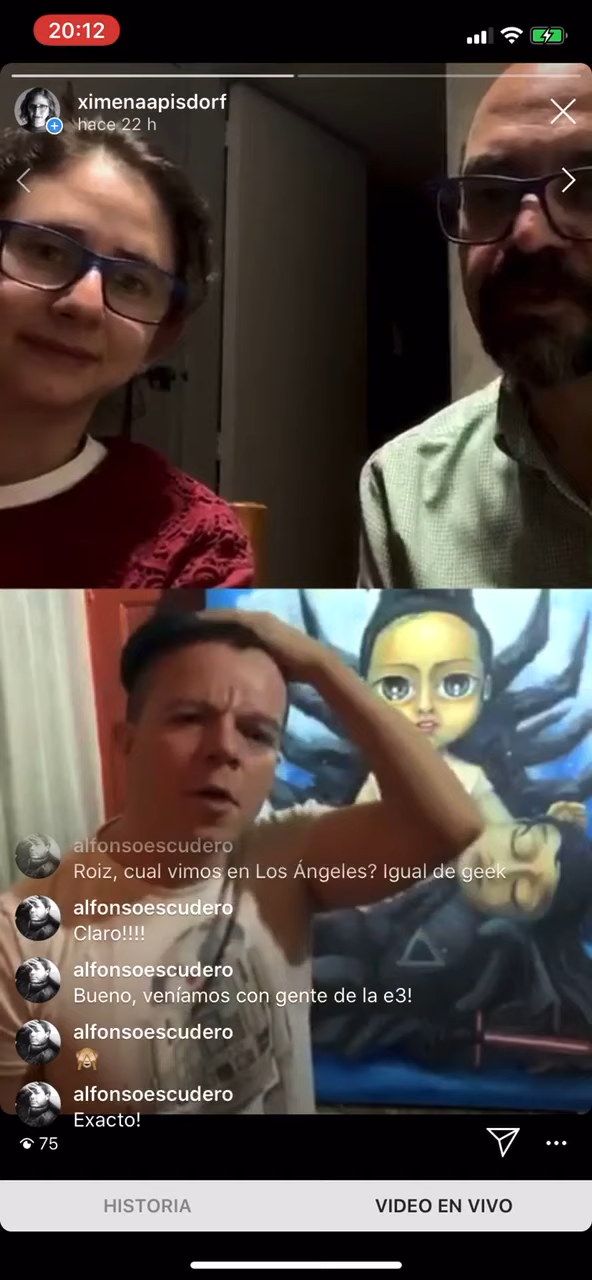 20:12
ximenaapisdorf
hace 22 h
alfonsoescudero
Roiz, cual vimos en Los Ángeles? Igual de geek
alfonsoescudero
Claro!!!!
alfonsoescudero
Bueno, veníamos con gente de la e3!
alfonsoescudero
🙈
alfonsoescudero
Exacto!
75
HISTORIA
VIDEO EN VIVO